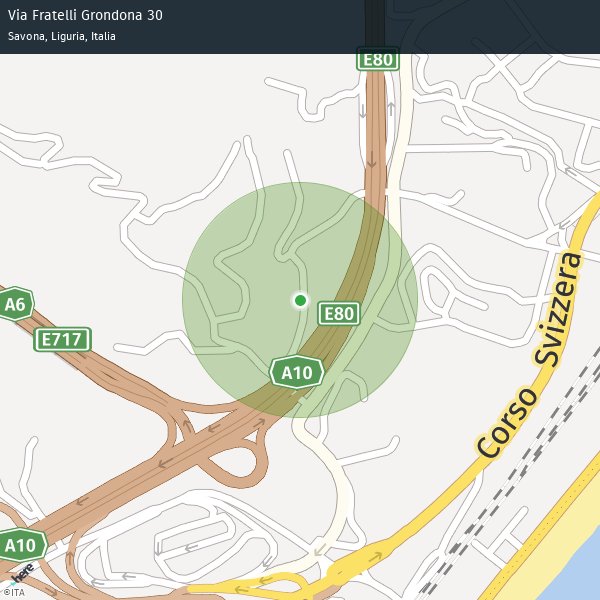 Via Fratelli Grondona 30
Savona, Liguria, Italia
E80
A6
E717
E80
A10
Corso Svizzera
A10
here
©ITA